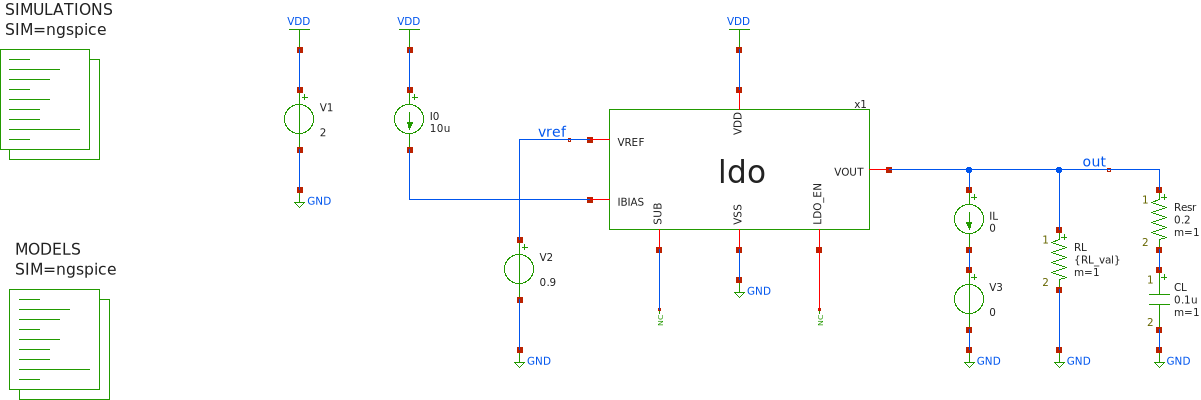 SIMULATIONS
SIM=ngspice
MODELS
SIM=ngspice
VDD
V1
2
GND
VDD
I0
10u
vref
V2
0.9
GND
VDD
x1
VDD
VREF
ldo
VOUT
IBIAS
SUB
VSS
LDO_EN
NC
GND
NC
out
IL
0
V3
0
GND
1
RL
{RL_val}
m=1
2
GND
1
Resr
0.2
m=1
2
1
CL
0.1u
m=1
2
GND